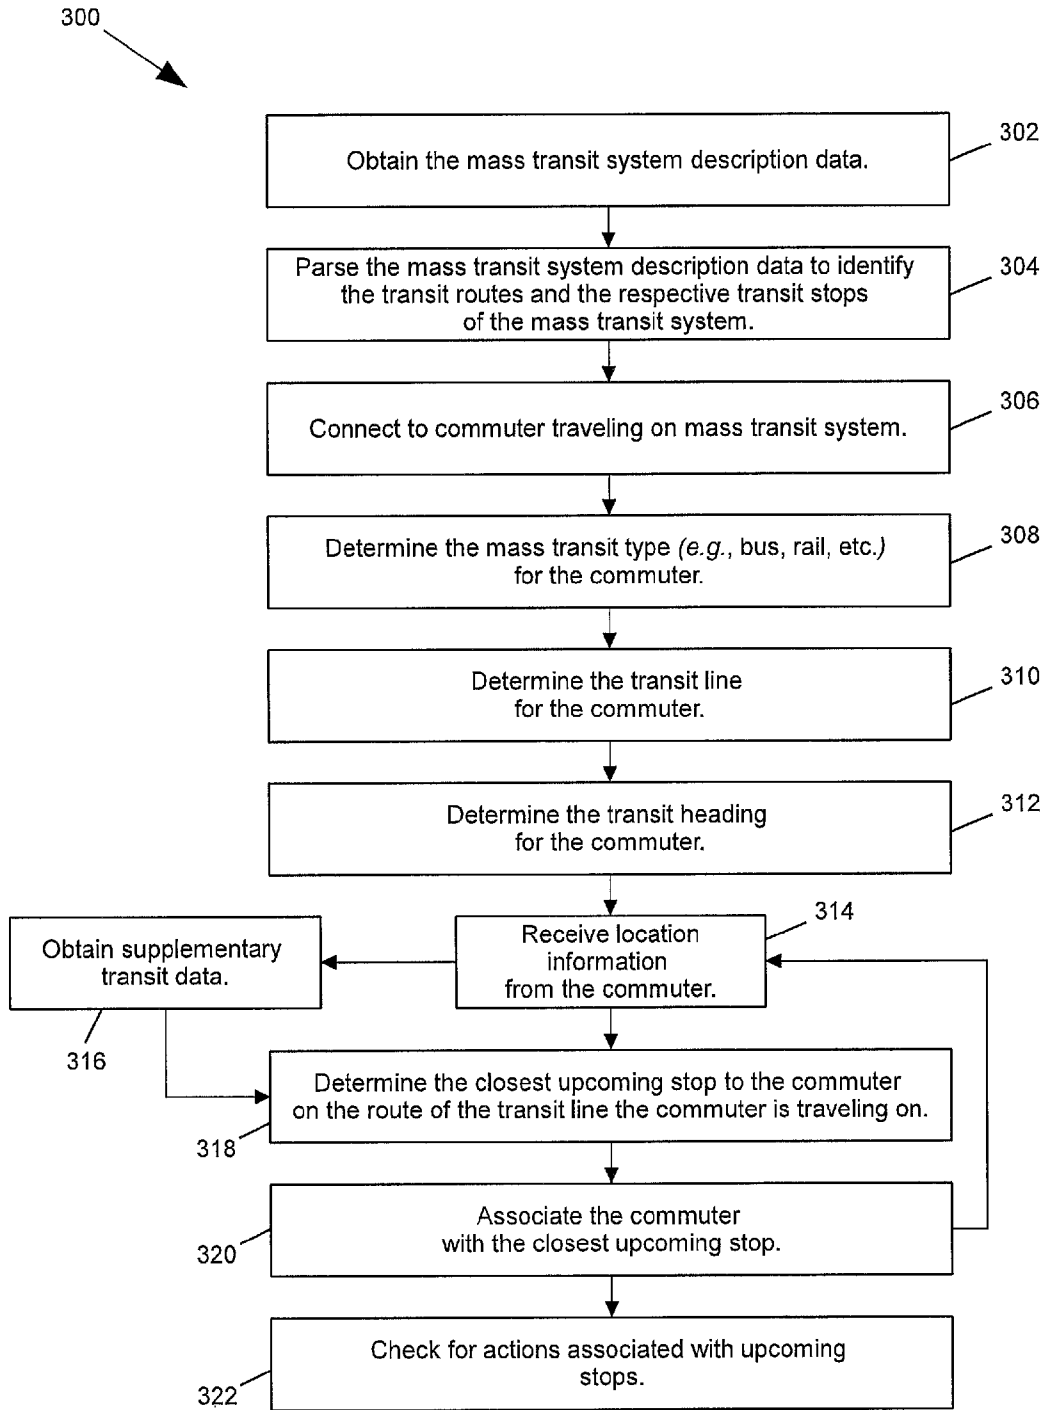 300
302
Obtain the mass transit system description data.
304
Parse the mass transit system description data to identify
the transit routes and the respective transit stops
of the mass transit system.
306
Connect to commuter traveling on mass transit system.
308
Determine the mass transit type (e.g., bus, rail, etc.)
for the commuter.
310
Determine the transit line
for the commuter.
312
Determine the transit heading
for the commuter.
314
Receive location
information
from the commuter.
Obtain supplementary
transit data.
316
Determine the closest upcoming stop to the commuter
on the route of the transit line the commuter is traveling on.
318
Associate the commuter
with the closest upcoming stop.
320
Check for actions associated with upcoming
stops.
322